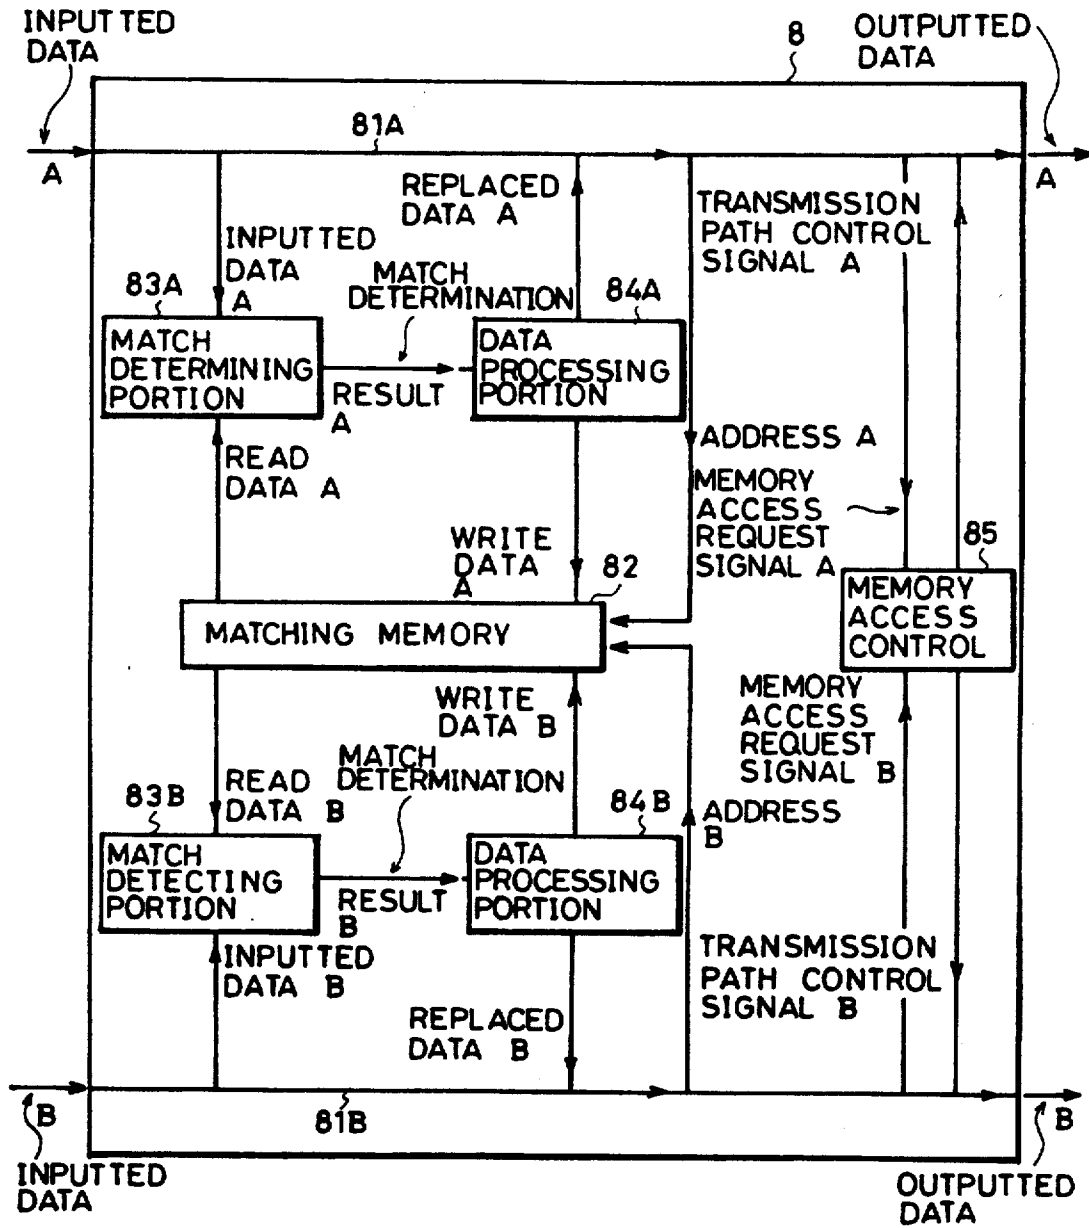 INPUTTED
DATA
8
OUTPUTTED
DATA
A
81A
A
REPLACED
DATA A
TRANSMISSION
PATH CONTROL
SIGNAL A
INPUTTED
DATA
A
MATCH
DETERMINATION
83A
84A
MATCH
DETERMINING
PORTION
RESULT
A
DATA
PROCESSING
PORTION
ADDRESS A
READ
DATA A
MEMORY
ACCESS
REQUEST
SIGNAL A
WRITE
DATA
A
82
85
MATCHING MEMORY
MEMORY
ACCESS
CONTROL
WRITE
DATA B
MEMORY
ACCESS
REQUEST
SIGNAL B
MATCH
DETERMINATION
READ
DATA B
83B
84B
ADDRESS
B
MATCH
DETECTING
PORTION
RESULT
B
DATA
PROCESSING
PORTION
INPUTTED
DATA B
TRANSMISSION
PATH CONTROL
SIGNAL B
REPLACED
DATA B
B
81B
B
INPUTTED
DATA
OUTPUTTED
DATA